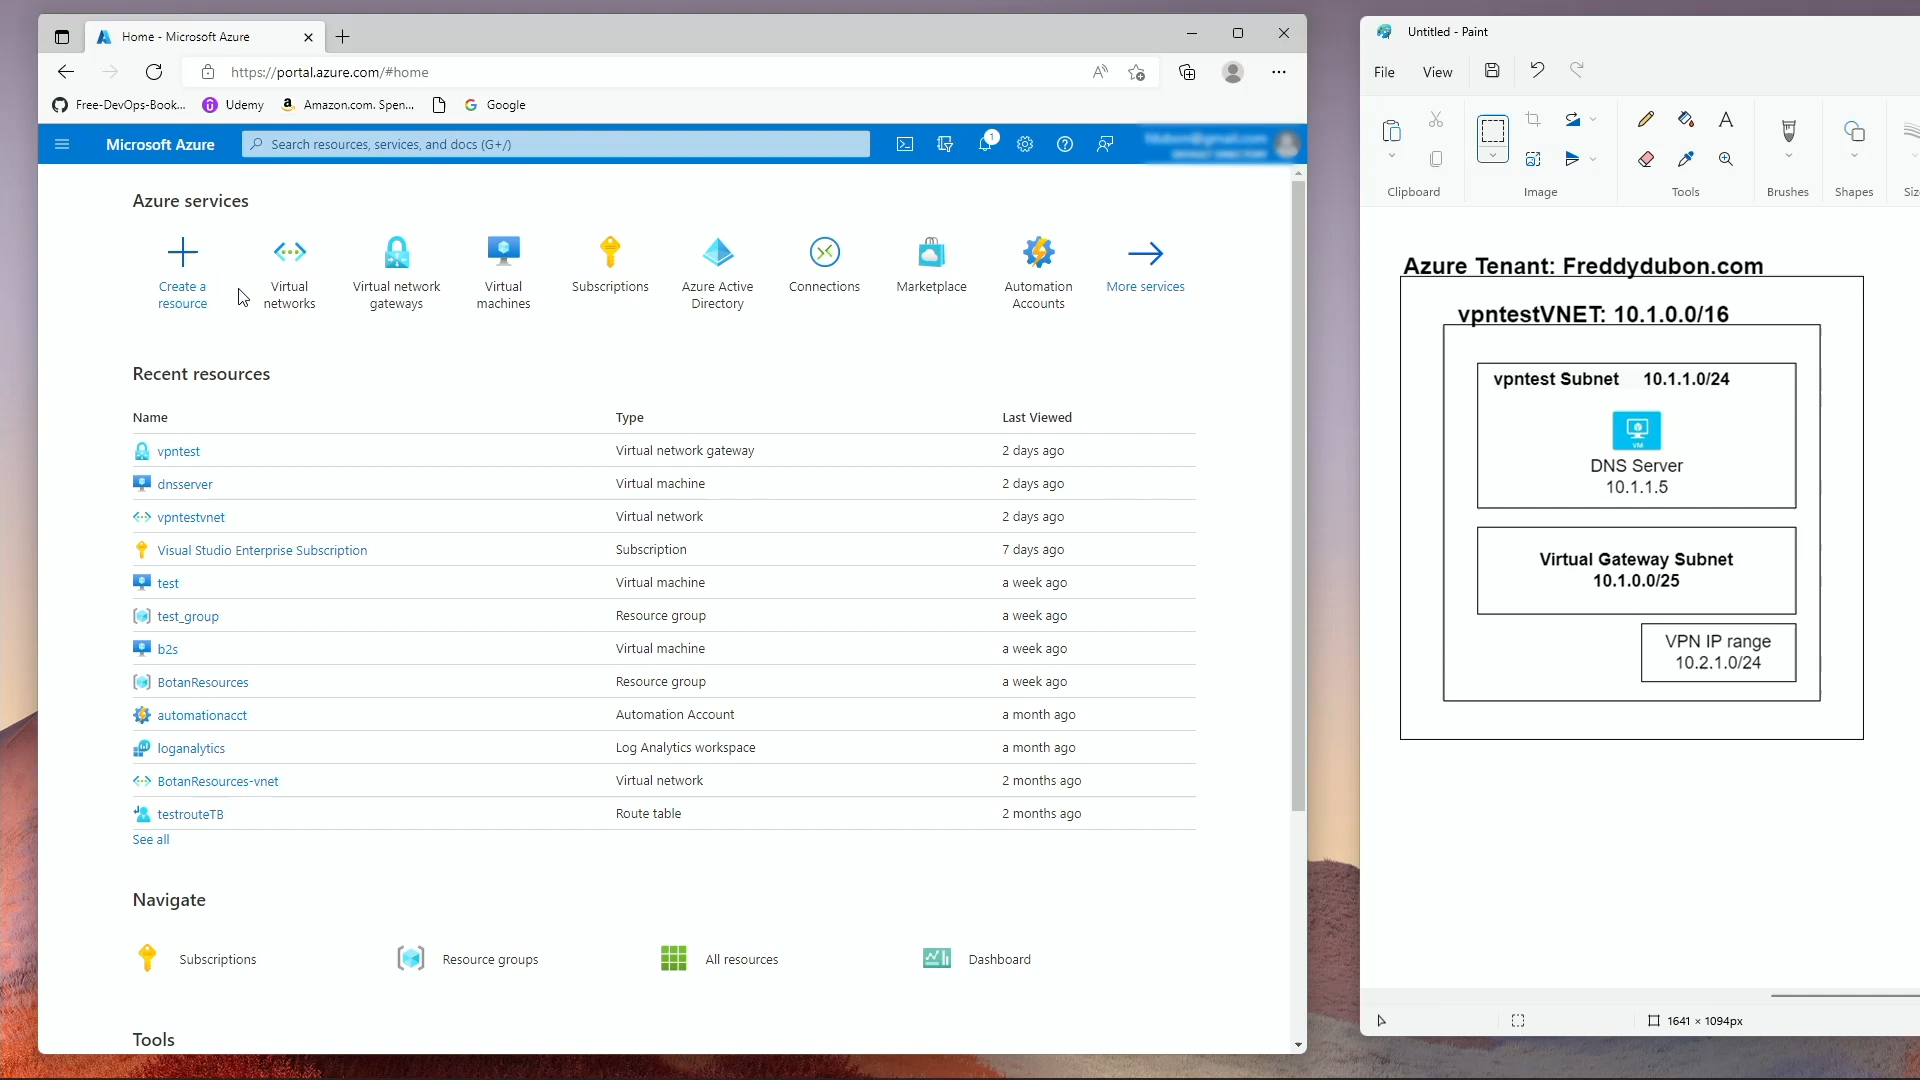 Home - Microsoft Azure
https://portal.azure.com/#home
Free-DevOps-Book...
Udemy
Amazon.com. Spen...
Google
Microsoft Azure
Search resources, services, and docs (G+/)
1
Azure services
Create a resource
Virtual networks
Virtual network gateways
Virtual machines
Subscriptions
Azure Active Directory
Connections
Marketplace
Automation Accounts
More services
Recent resources
Name Type Last Viewed
vpntest Virtual network gateway 2 days ago
dnsserver Virtual machine 2 days ago
vpntestvnet Virtual network 2 days ago
Visual Studio Enterprise Subscription Subscription 7 days ago
test Virtual machine a week ago
test_group Resource group a week ago
b2s Virtual machine a week ago
BotanResources Resource group a week ago
automationacct Automation Account a month ago
loganalytics Log Analytics workspace a month ago
BotanResources-vnet Virtual network 2 months ago
testrouteTB Route table 2 months ago
See all
Navigate
Subscriptions
Resource groups
All resources
Dashboard
Tools
Untitled - Paint
File View
Clipboard Image Tools Brushes Shapes Siz
Azure Tenant: Freddydubon.com
vpntestVNET: 10.1.0.0/16
vpntest Subnet 10.1.1.0/24
VM
DNS Server
10.1.1.5
Virtual Gateway Subnet
10.1.0.0/25
VPN IP range
10.2.1.0/24
1641 × 1094px